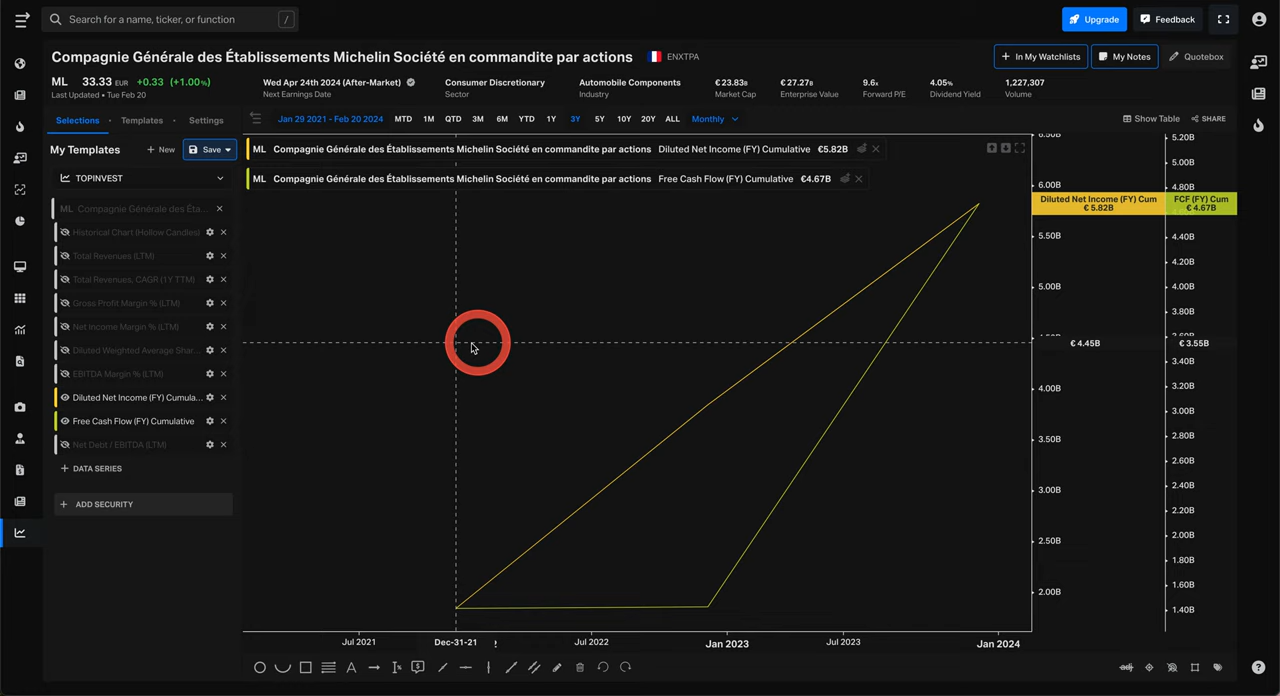 Search for a name, ticker, or function /
Upgrade
Feedback
Compagnie Générale des Établissements Michelin Société en commandite par actions
ENXTPA
In My Watchlists
My Notes
Quotebox
ML 33.33 EUR +0.33 (+1.00%)
Last Updated • Tue Feb 20
Wed Apr 24th 2024 (After-Market)
Next Earnings Date
Consumer Discretionary
Sector
Automobile Components
Industry
€23.83B
Market Cap
€27.27B
Enterprise Value
9.6x
Forward P/E
4.05%
Dividend Yield
1,227,307
Volume
Selections
Templates
Settings
Jan 29 2021 - Feb 20 2024
MTD 1M QTD 3M 6M YTD 1Y 3Y 5Y 10Y 20Y ALL Monthly
Show Table
SHARE
My Templates
+ New
Save
TOPINVEST
ML Compagnie Générale des Éta...
Historical Chart (Hollow Candles)
Total Revenues (LTM)
Total Revenues, CAGR (1Y TTM)
Gross Profit Margin % (LTM)
Net Income Margin % (LTM)
Diluted Weighted Average Shar...
EBITDA Margin % (LTM)
Diluted Net Income (FY) Cumula...
Free Cash Flow (FY) Cumulative
Net Debt / EBITDA (LTM)
+ DATA SERIES
+ ADD SECURITY
ML Compagnie Générale des Établissements Michelin Société en commandite par actions Diluted Net Income (FY) Cumulative €5.82B
ML Compagnie Générale des Établissements Michelin Société en commandite par actions Free Cash Flow (FY) Cumulative €4.67B
6.50B
6.00B
Diluted Net Income (FY) Cum
€ 5.82B
5.50B
5.00B
€ 4.45B
4.00B
3.50B
3.00B
2.50B
2.00B
5.20B
5.00B
4.80B
FCF (FY) Cum
€ 4.67B
4.40B
4.20B
4.00B
3.80B
€ 3.55B
3.40B
3.20B
3.00B
2.80B
2.60B
2.40B
2.20B
2.00B
1.80B
1.60B
1.40B
Jul 2021
Dec-31-21
Jul 2022
Jan 2023
Jul 2023
Jan 2024